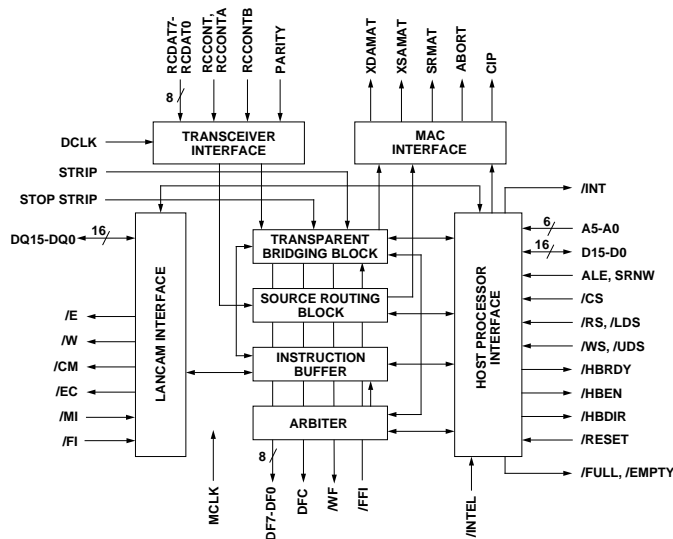 RCDAT7-
RCDAT0
RCCONT,
RCCONTA
RCCONTB
PARITY
XDAMAT
XSAMAT
SRMAT
ABORT
CIP
8
DCLK
TRANSCEIVER
INTERFACE
MAC
INTERFACE
STRIP
STOP STRIP
/INT
DQ15-DQ0
16
LANCAM INTERFACE
TRANSPARENT
BRIDGING BLOCK
SOURCE ROUTING
BLOCK
INSTRUCTION
BUFFER
ARBITER
HOST PROCESSOR
INTERFACE
6
A5-A0
16
D15-D0
ALE, SRNW
/CS
/RS, /LDS
/WS, /UDS
/HBRDY
/HBEN
/HBDIR
/RESET
/FULL, /EMPTY
/E
/W
/CM
/EC
/MI
/FI
MCLK
8
DF7-DF0
DFC
/WF
/FFI
/INTEL